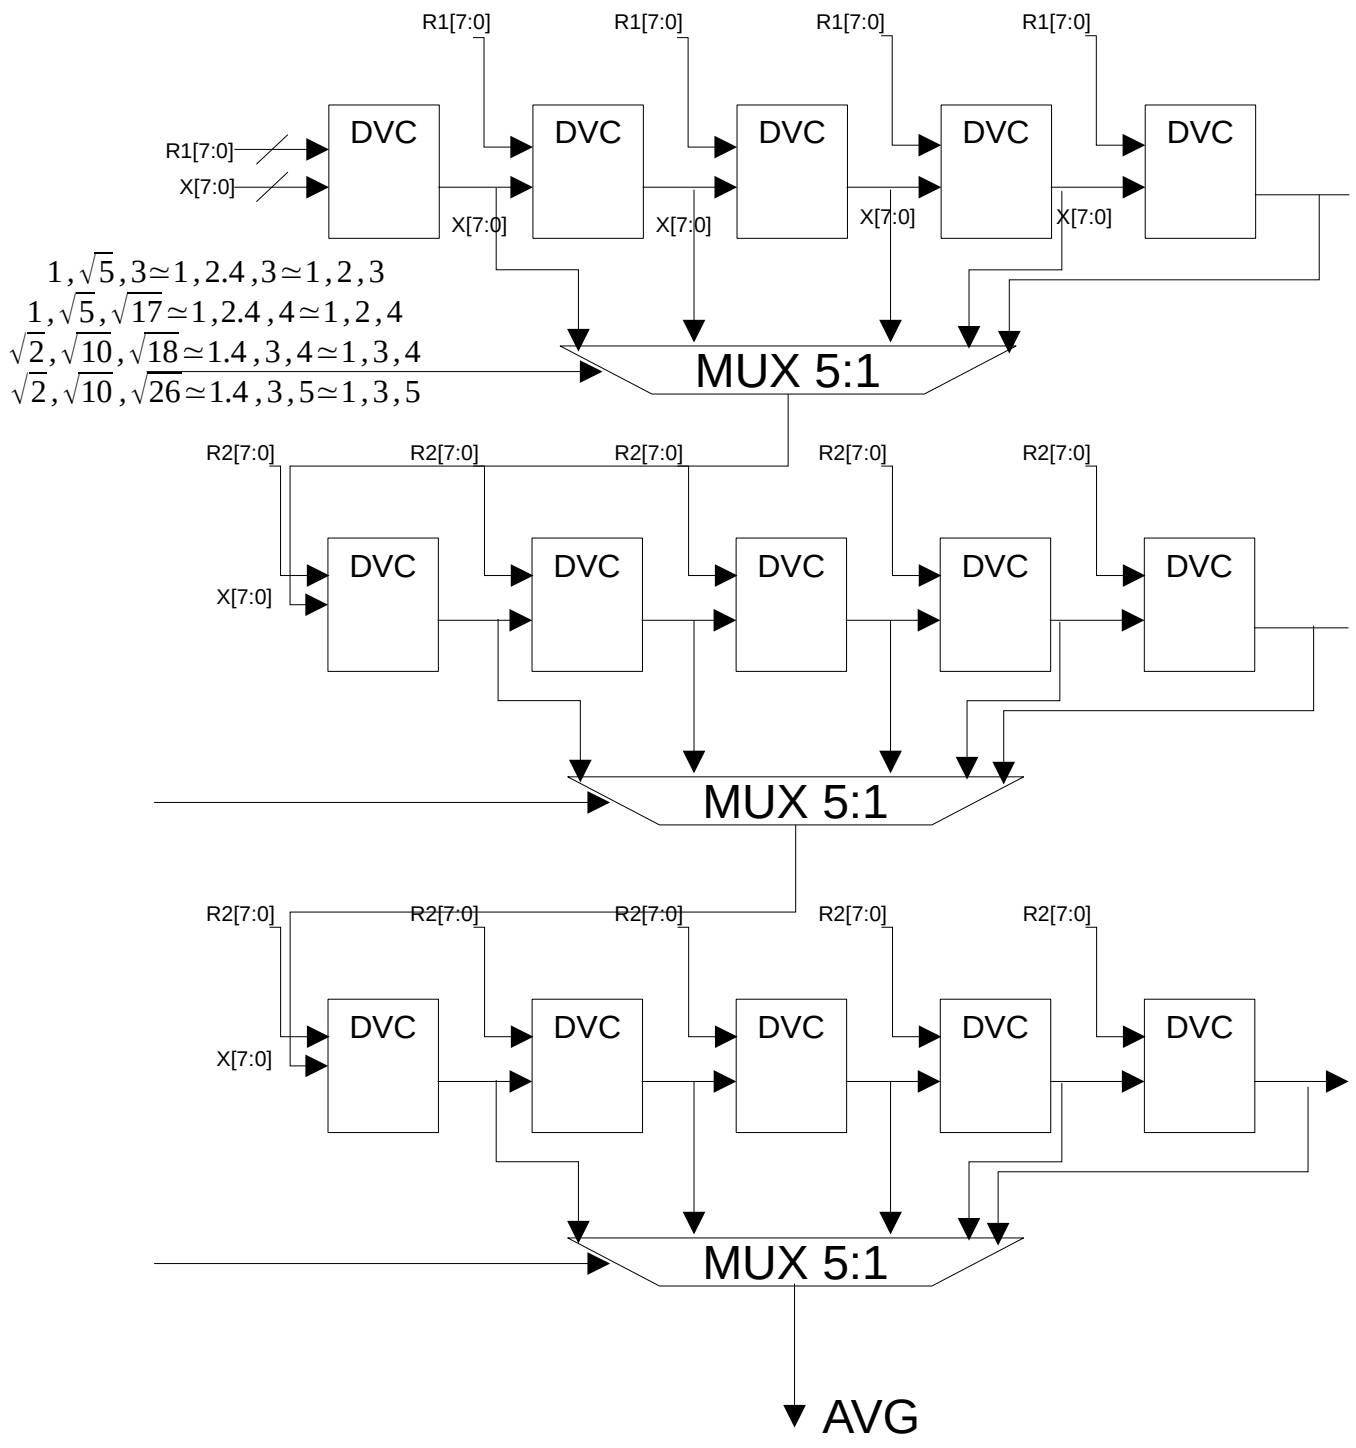 R1[7:0] R1[7:0] R1[7:0] R1[7:0]
DVC DVC DVC DVC DVC
R1[7:0]
X[7:0]
X[7:0] X[7:0] X[7:0] X[7:0]
1,√5,3≃1,2.4,3≃1,2,3
1,√5,√17≃1,2.4,4≃1,2,4
√2,√10,√18≃1.4,3,4≃1,3,4
√2,√10,√26≃1.4,3,5≃1,3,5
MUX 5:1
R2[7:0] R2[7:0] R2[7:0] R2[7:0] R2[7:0]
DVC DVC DVC DVC DVC
X[7:0]
MUX 5:1
R2[7:0] R2[7:0] R2[7:0] R2[7:0] R2[7:0]
DVC DVC DVC DVC DVC
X[7:0]
MUX 5:1
AVG